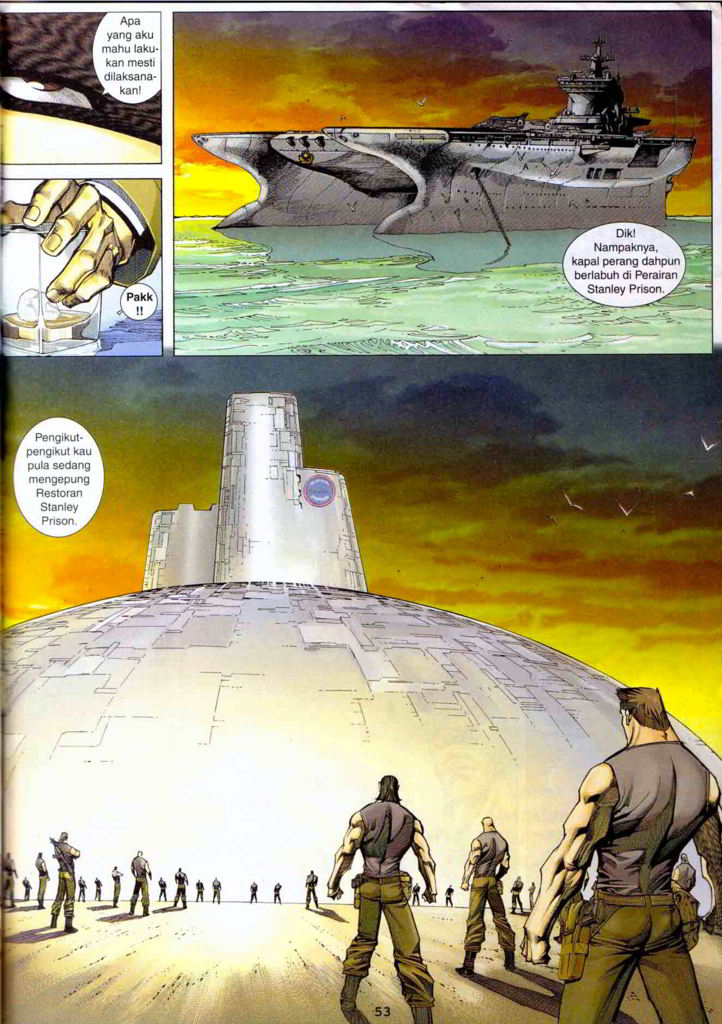 Apa
yang aku
mahu laku-
kan mesti
dilaksana-
kan!
Pakk
!!
Dik!
Nampaknya,
kapal perang dahpun
berlabuh di Perairan
Stanley Prison.
Pengikut-
pengikut kau
pula sedang
mengepung
Restoran
Stanley
Prison.
53